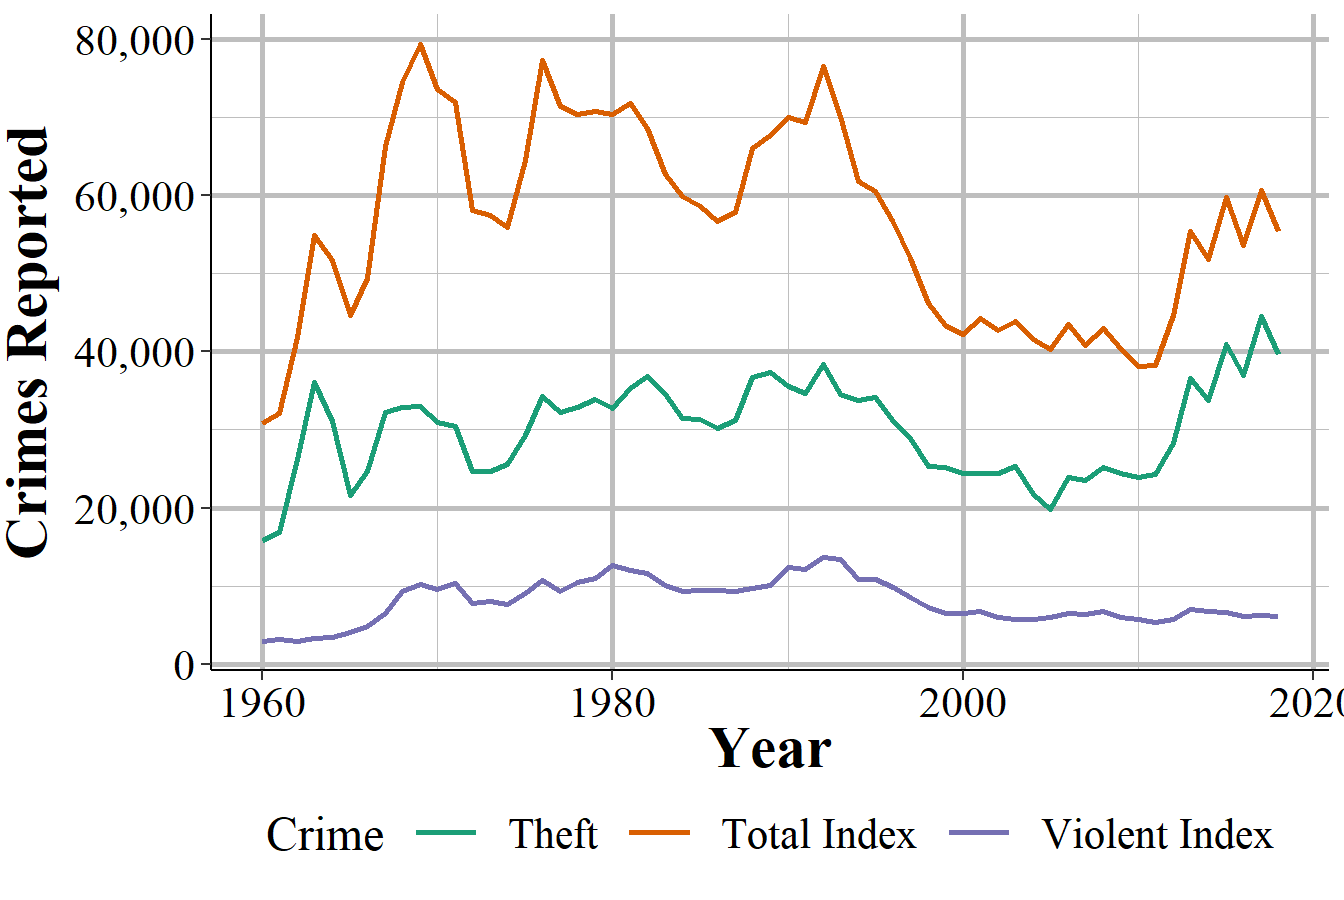 80,000
60,000
40,000
20,000
0
Crimes Reported
1960 1980 2000 2020
Year
Crime Theft Total Index Violent Index